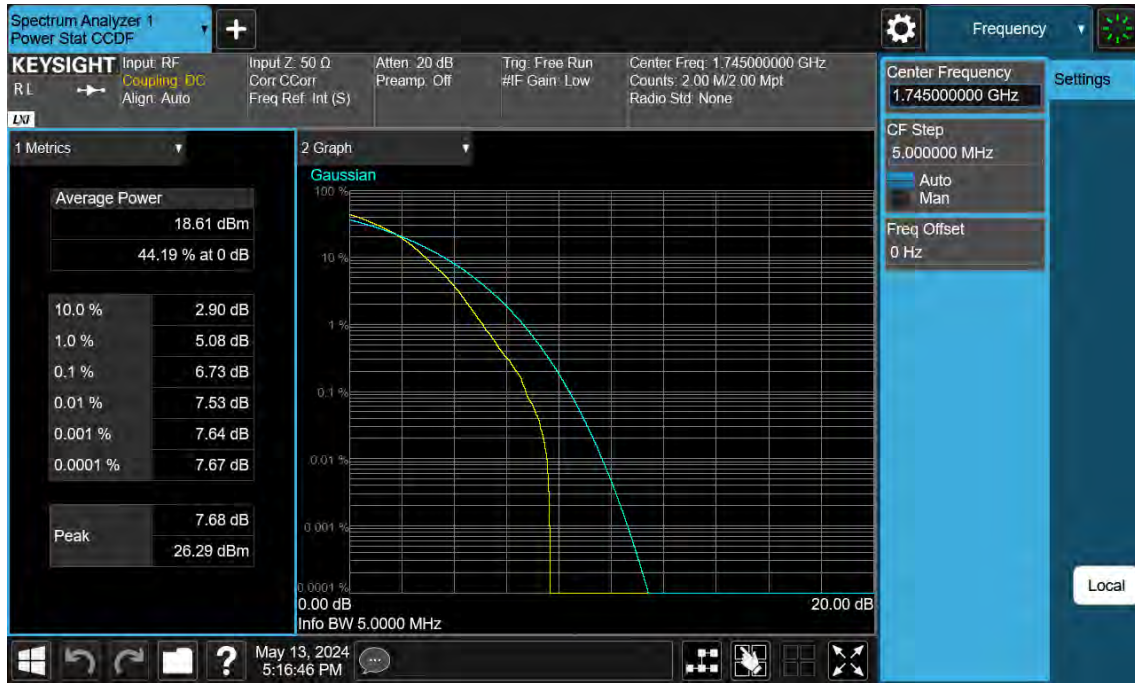 Spectrum Analyzer 1
Power Stat CCDF
+
Frequency
KEYSIGHT
R L
LXI
Input: RF
Coupling: DC
Align: Auto
Input Z: 50 Ω
Corr CCorr
Freq Ref: Int (S)
Atten: 20 dB
Preamp: Off
Trig: Free Run
#IF Gain: Low
Center Freq: 1.745000000 GHz
Counts: 2.00 M/2.00 Mpt
Radio Std: None
Center Frequency
1.745000000 GHz
Settings
CF Step
5.000000 MHz
Auto
Man
Freq Offset
0 Hz
1 Metrics
Average Power
18.61 dBm
44.19 % at 0 dB
10.0 % 2.90 dB
1.0 % 5.08 dB
0.1 % 6.73 dB
0.01 % 7.53 dB
0.001 % 7.64 dB
0.0001 % 7.67 dB
Peak
7.68 dB
26.29 dBm
2 Graph
Gaussian
100 %
10 %
1 %
0.1 %
0.01 %
0.001 %
0.0001 %
0.00 dB
20.00 dB
Info BW 5.0000 MHz
Local
?
May 13, 2024
5:16:46 PM